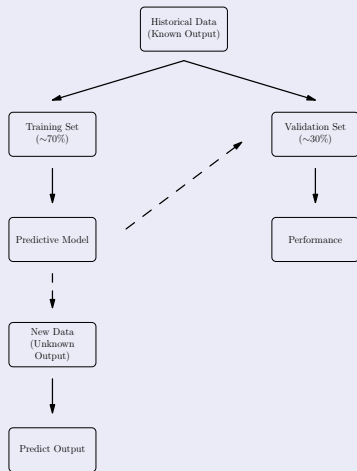 Historical Data
(Known Output)
Training Set
(∼70%)
Validation Set
(∼30%)
Predictive Model
Performance
New Data
(Unknown
Output)
Predict Output